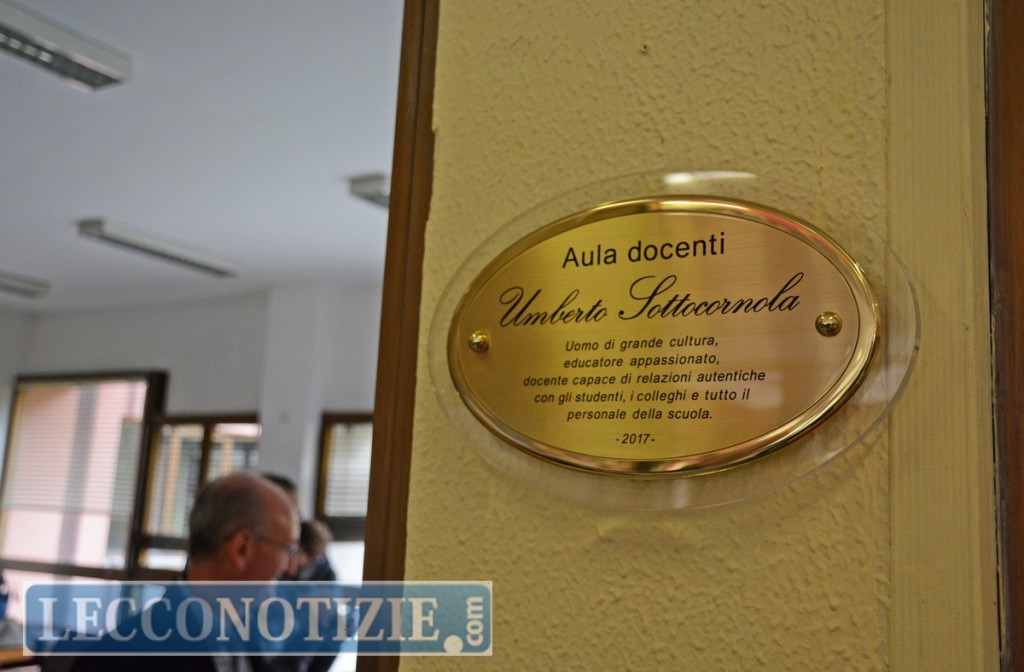 Aula docenti
Umberto Sottocornola
Uomo di grande cultura,
educatore appassionato,
docente capace di relazioni autentiche
con gli studenti, i colleghi e tutto il
personale della scuola.
-2017-
LECCONOTIZIE.com